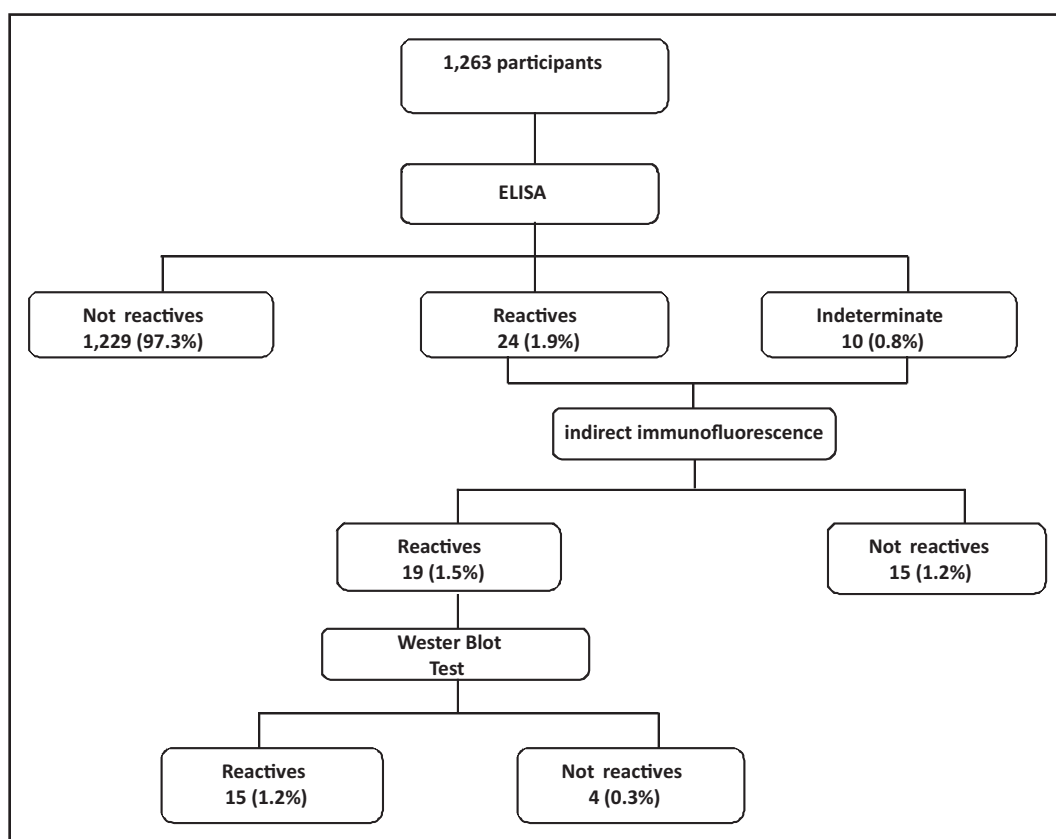 1,263 participants
ELISA
Not reactives
1,229 (97.3%)
Reactives
24 (1.9%)
Indeterminate
10 (0.8%)
indirect immunofluorescence
Reactives
19 (1.5%)
Not reactives
15 (1.2%)
Wester Blot
Test
Reactives
15 (1.2%)
Not reactives
4 (0.3%)